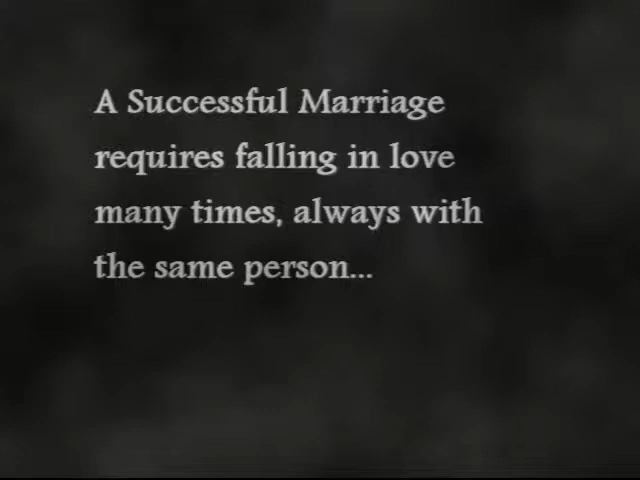 A Successful Marriage
requires falling in love
many times, always with
the same person...